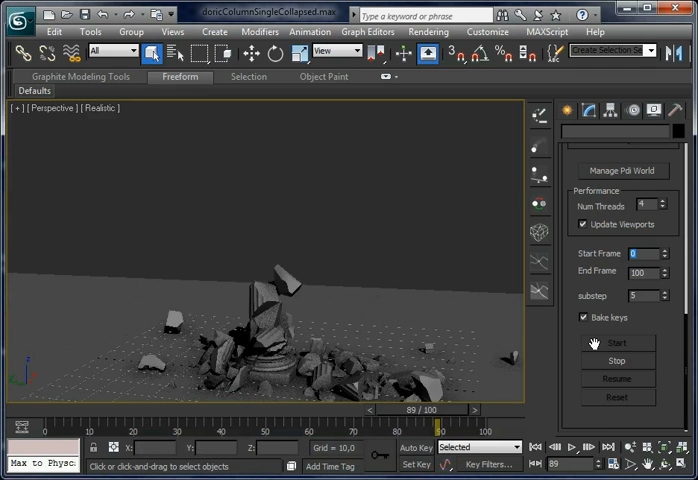 doricColumnSingleCollapsed.max
Type a keyword or phrase
Edit Tools Group Views Create Modifiers Animation Graph Editors Rendering Customize MAXScript Help
All View Create Selection Se
Graphite Modeling Tools Freeform Selection Object Paint
Defaults
[ + ] [ Perspective ] [ Realistic ]
Manage Pdi World
Performance
Num Threads 4
Update Viewports
Start Frame 0
End Frame 100
substep 5
Bake keys
Start
Stop
Resume
Reset
z
89 / 100
0 10 20 30 40 50 60 70 80 90 100
X: Y: Z: Grid = 10,0 Auto Key Selected
Max to Physc: Click or click-and-drag to select objects Add Time Tag Set Key Key Filters... 89